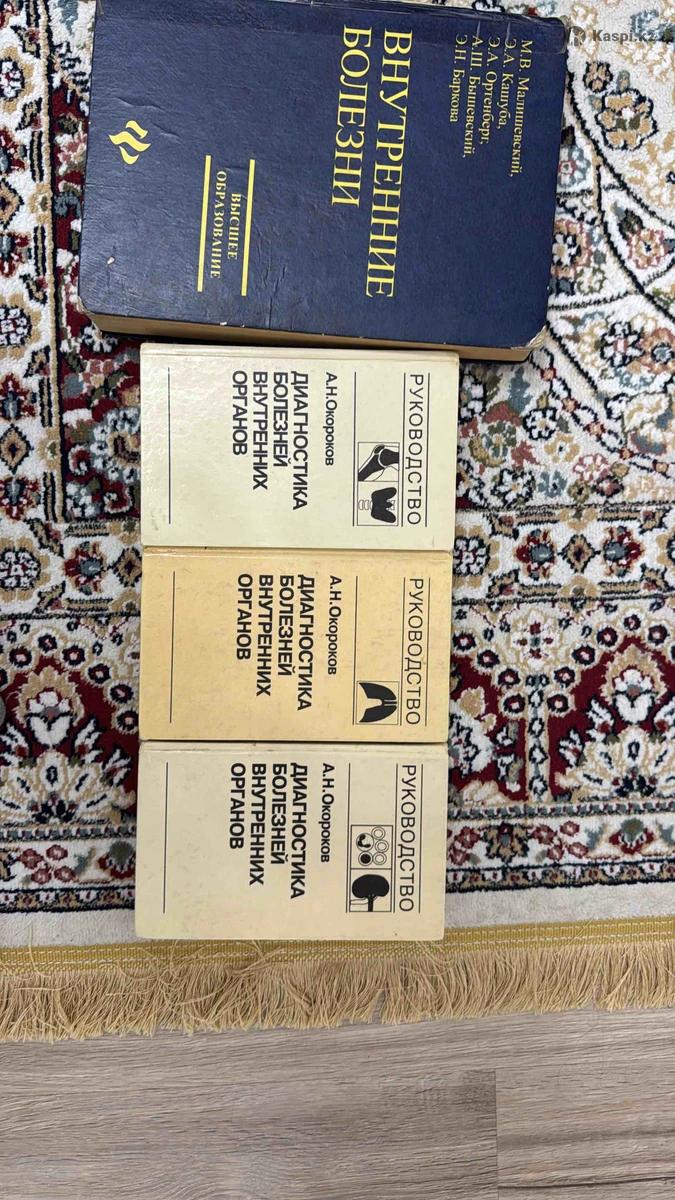 Kaspi.kz
М.В. Малишевский,
Э.А. Кашуба,
Э.А. Ортенберг,
А.Ш. Бышевский,
Э.Н. Баркова
ВНУТРЕННИЕ
БОЛЕЗНИ
ВЫСШЕЕ
ОБРАЗОВАНИЕ
РУКОВОДСТВО
А.Н.Окороков
ДИАГНОСТИКА
БОЛЕЗНЕЙ
ВНУТРЕННИХ
ОРГАНОВ
РУКОВОДСТВО
А.Н.Окороков
ДИАГНОСТИКА
БОЛЕЗНЕЙ
ВНУТРЕННИХ
ОРГАНОВ
РУКОВОДСТВО
А.Н.Окороков
ДИАГНОСТИКА
БОЛЕЗНЕЙ
ВНУТРЕННИХ
ОРГАНОВ